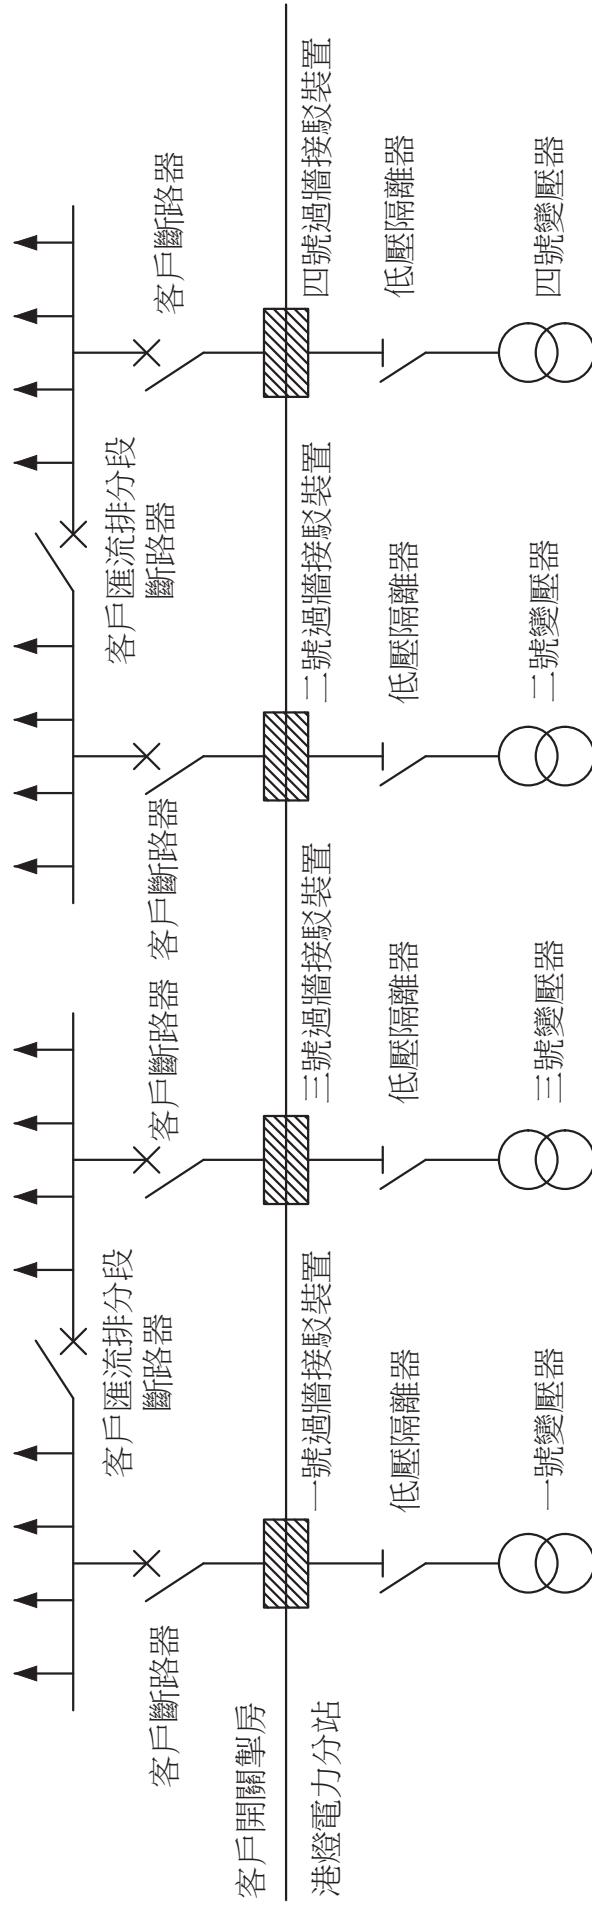 客戶匯流排分段
斷路器
客戶匯流排分段
斷路器
客戶斷路器
客戶斷路器
客戶斷路器
客戶斷路器
客戶開關掣房
港燈電力分站
一號過牆接駁裝置
三號過牆接駁裝置
二號過牆接駁裝置
四號過牆接駁裝置
低壓隔離器
低壓隔離器
低壓隔離器
低壓隔離器
一號變壓器
三號變壓器
二號變壓器
四號變壓器